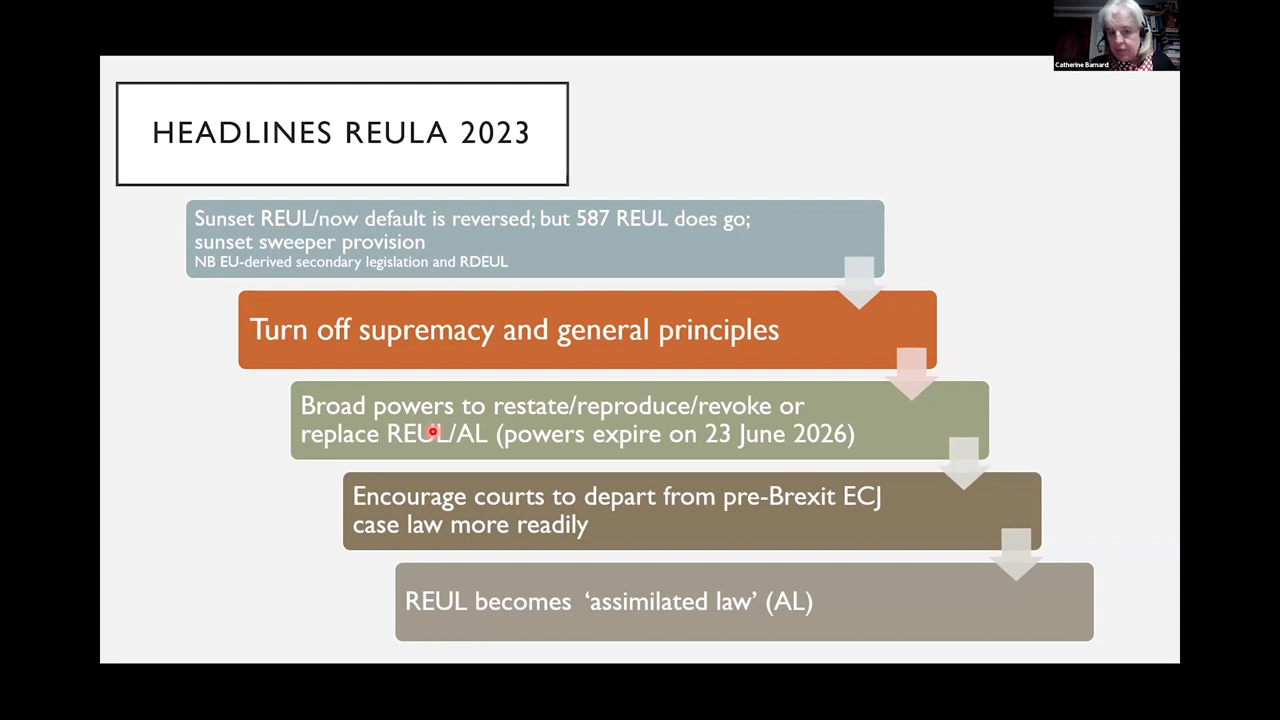 Catherine Barnard
HEADLINES REULA 2023
Sunset REUL/now default is reversed; but 587 REUL does go;
sunset sweeper provision
NB EU-derived secondary legislation and RDEUL
Turn off supremacy and general principles
Broad powers to restate/reproduce/revoke or
replace REUL/AL (powers expire on 23 June 2026)
Encourage courts to depart from pre-Brexit ECJ
case law more readily
REUL becomes ‘assimilated law’ (AL)